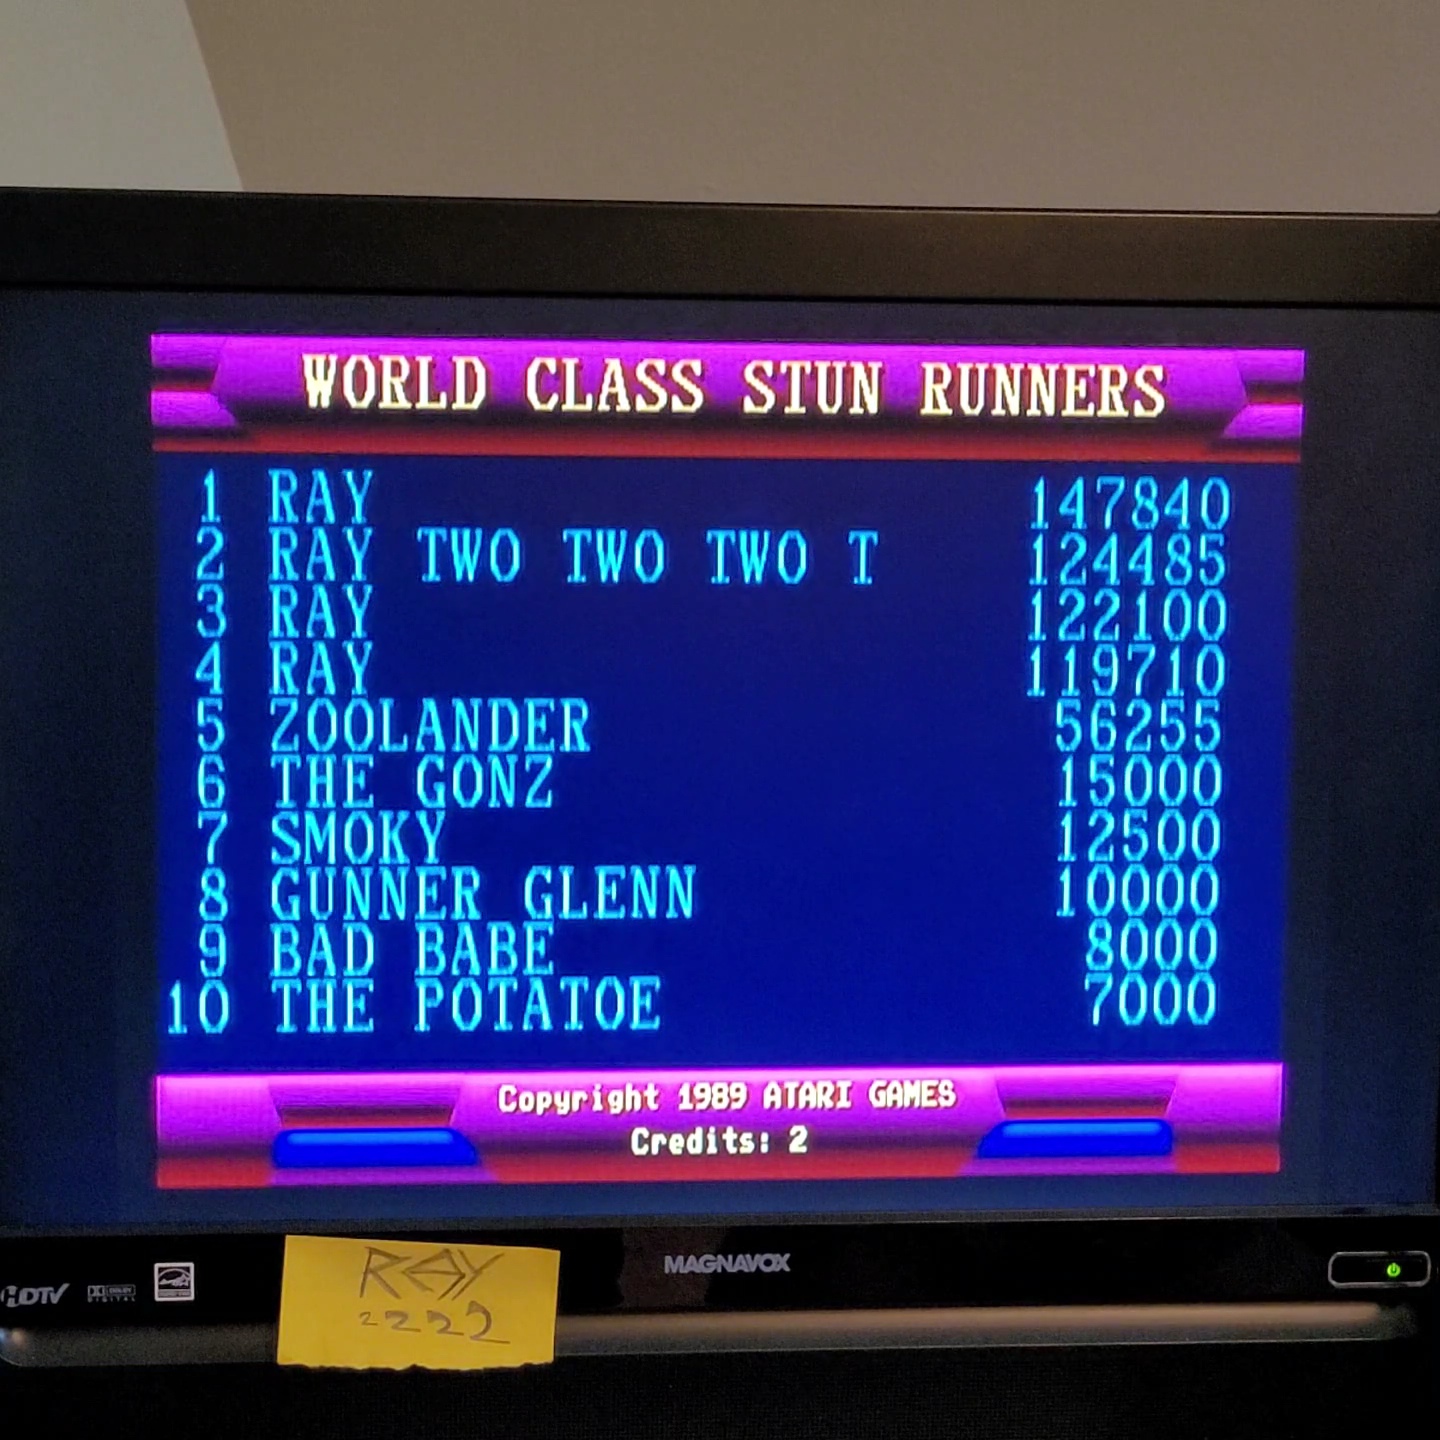 WORLD CLASS STUN RUNNERS
1 RAY 147840
2 RAY TWO TWO TWO T 124485
3 RAY 122100
4 RAY 119710
5 ZOOLANDER 56255
6 THE GONZ 15000
7 SMOKY 12500
8 GUNNER GLENN 10000
9 BAD BABE 8000
10 THE POTATOE 7000
Copyright 1989 ATARI GAMES
Credits: 2
HDTV
DOLBY DIGITAL
MAGNAVOX
RAY
2222